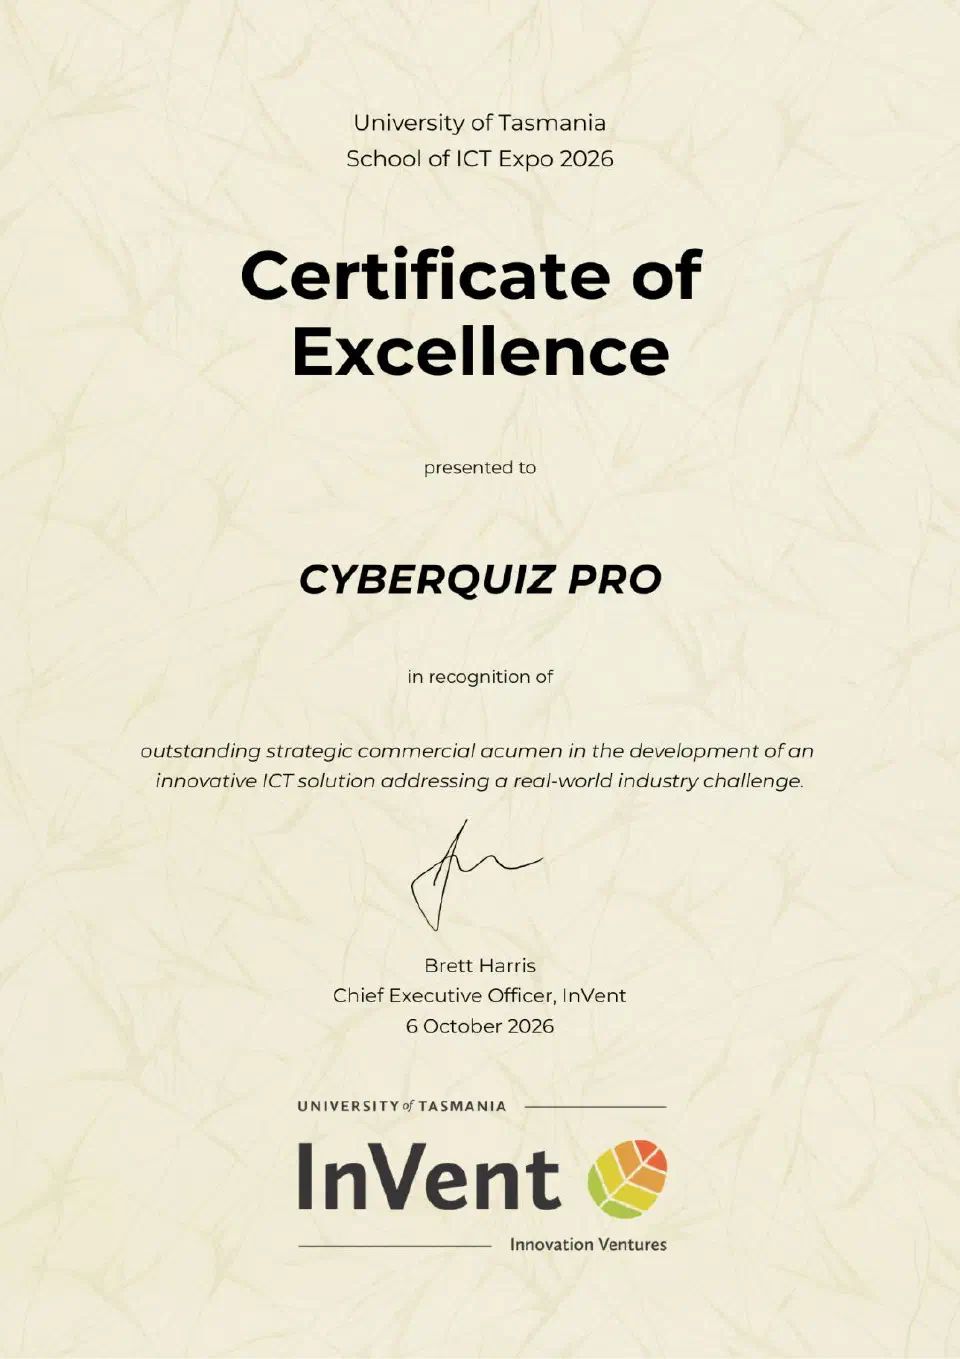 University of Tasmania
School of ICT Expo 2026
Certificate of
Excellence
presented to
CYBERQUIZ PRO
in recognition of
outstanding strategic commercial acumen in the development of an
innovative ICT solution addressing a real-world industry challenge.
Brett Harris
Chief Executive Officer, InVent
6 October 2026
UNIVERSITY of TASMANIA
InVent
Innovation Ventures